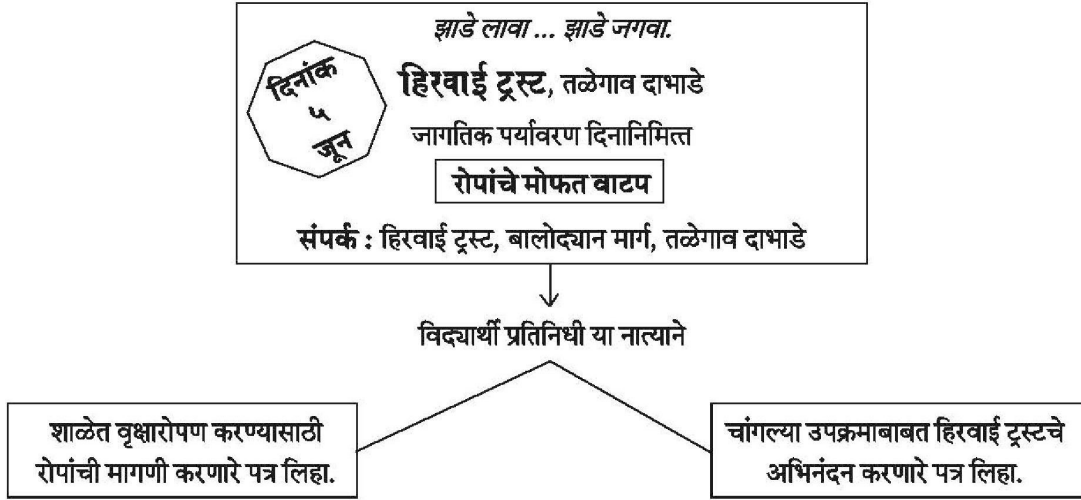 झाडे लावा ... झाडे जगवा.
दिनांक
५
जून
हिरवाई ट्रस्ट, तळेगाव दाभाडे
जागतिक पर्यावरण दिनानिमित्त
रोपांचे मोफत वाटप
संपर्क : हिरवाई ट्रस्ट, बालोद्यान मार्ग, तळेगाव दाभाडे
विद्यार्थी प्रतिनिधी या नात्याने
शाळेत वृक्षारोपण करण्यासाठी
रोपांची मागणी करणारे पत्र लिहा.
चांगल्या उपक्रमाबाबत हिरवाई ट्रस्टचे
अभिनंदन करणारे पत्र लिहा.